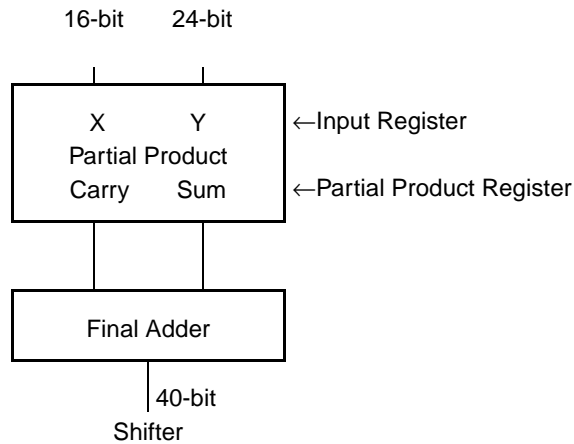 16-bit 24-bit
X Y ←Input Register
Partial Product
Carry Sum ←Partial Product Register
Final Adder
40-bit
Shifter